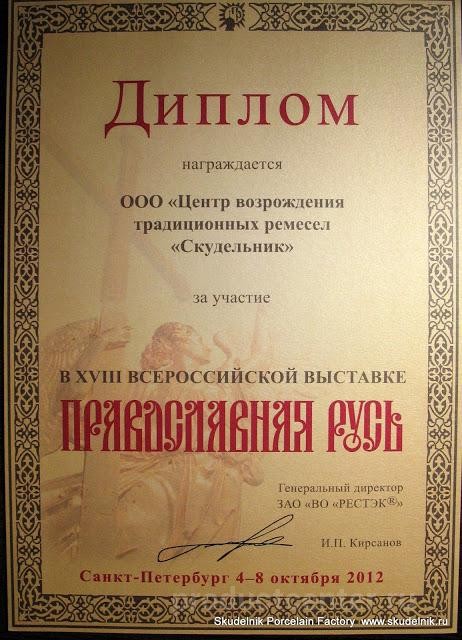 Диплом
награждается
ООО «Центр возрождения
традиционных ремесел
«Скудельник»
за участие
В XVIII ВСЕРОССИЙСКОЙ ВЫСТАВКЕ
ПРАВОСЛАВНАЯ РУСЬ
Генеральный директор
ЗАО «ВО «РЕСТЭК®»
И.П. Кирсанов
Санкт-Петербург 4–8 октября 2012
Skudelnik Porcelain Factory www.skudelnik.ru